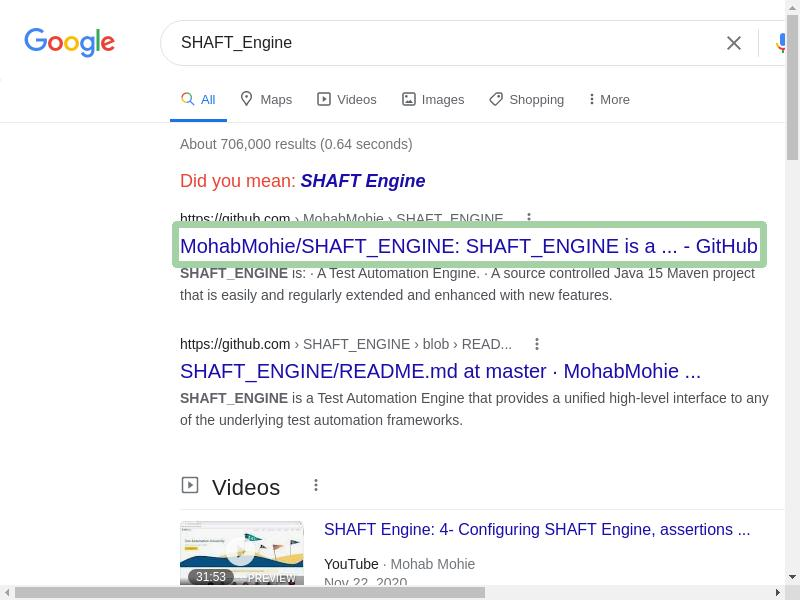 Google
SHAFT_Engine
All
Maps
Videos
Images
Shopping
More
About 706,000 results (0.64 seconds)
Did you mean: SHAFT Engine
https://github.com › MohabMohie › SHAFT_ENGINE
MohabMohie/SHAFT_ENGINE: SHAFT_ENGINE is a ... - GitHub
SHAFT_ENGINE is: · A Test Automation Engine. · A source controlled Java 15 Maven project
that is easily and regularly extended and enhanced with new features.
https://github.com › SHAFT_ENGINE › blob › READ...
SHAFT_ENGINE/README.md at master · MohabMohie ...
SHAFT_ENGINE is a Test Automation Engine that provides a unified high-level interface to any
of the underlying test automation frameworks.
Videos
SHAFT Engine: 4- Configuring SHAFT Engine, assertions ...
YouTube · Mohab Mohie
Nov 22, 2020
31:53
PREVIEW